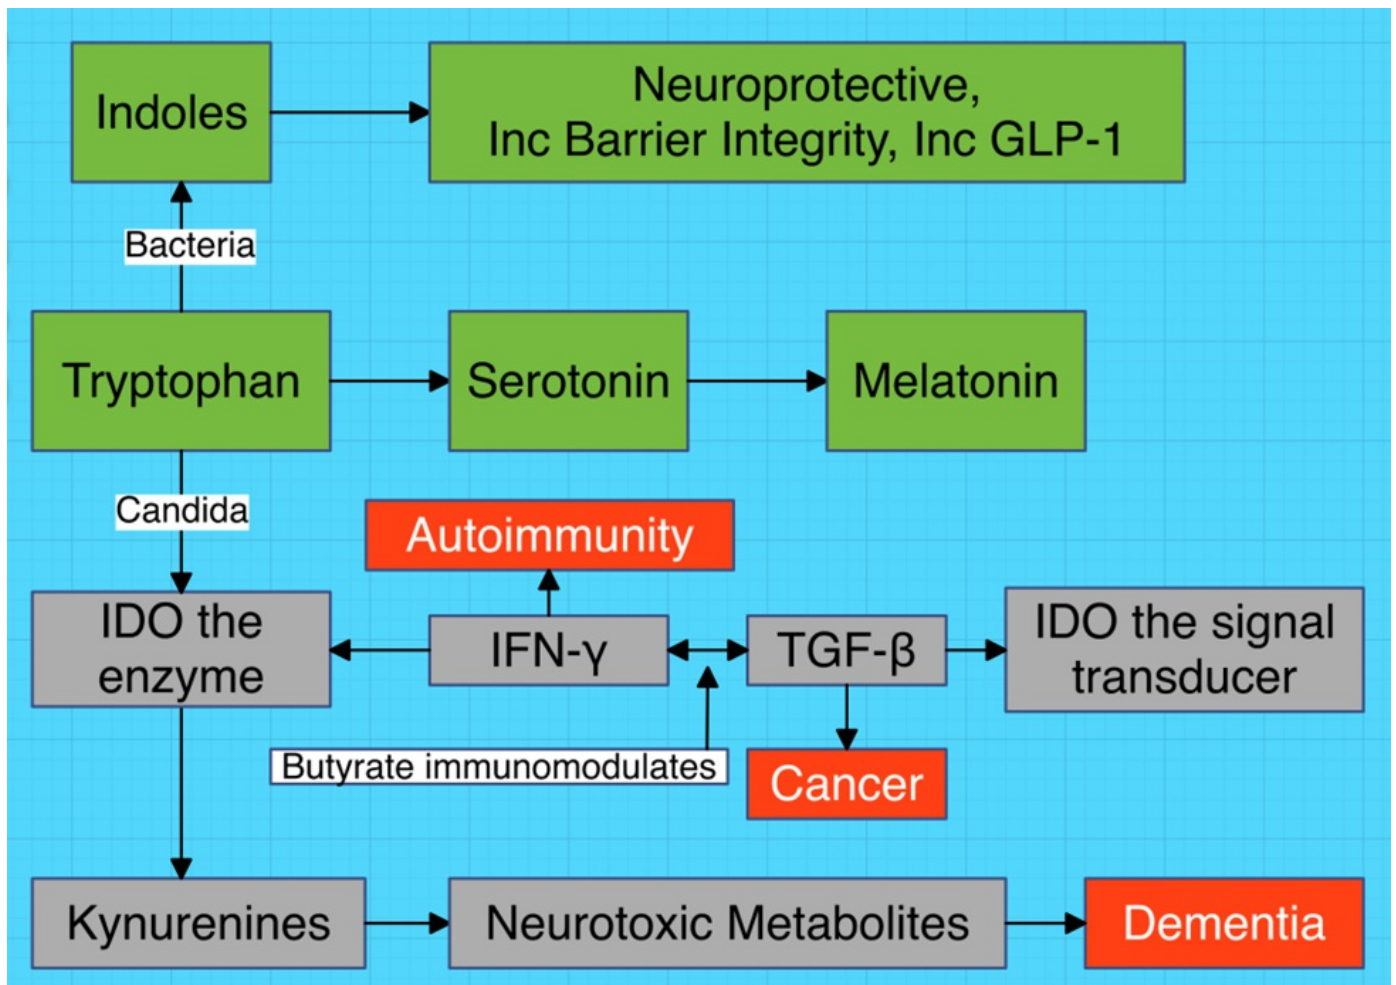 Indoles
Neuroprotective,
Inc Barrier Integrity, Inc GLP-1
Bacteria
Tryptophan
Serotonin
Melatonin
Candida
Autoimmunity
IDO the
enzyme
IFN-γ
TGF-β
IDO the signal
transducer
Butyrate immunomodulates
Cancer
Kynurenines
Neurotoxic Metabolites
Dementia